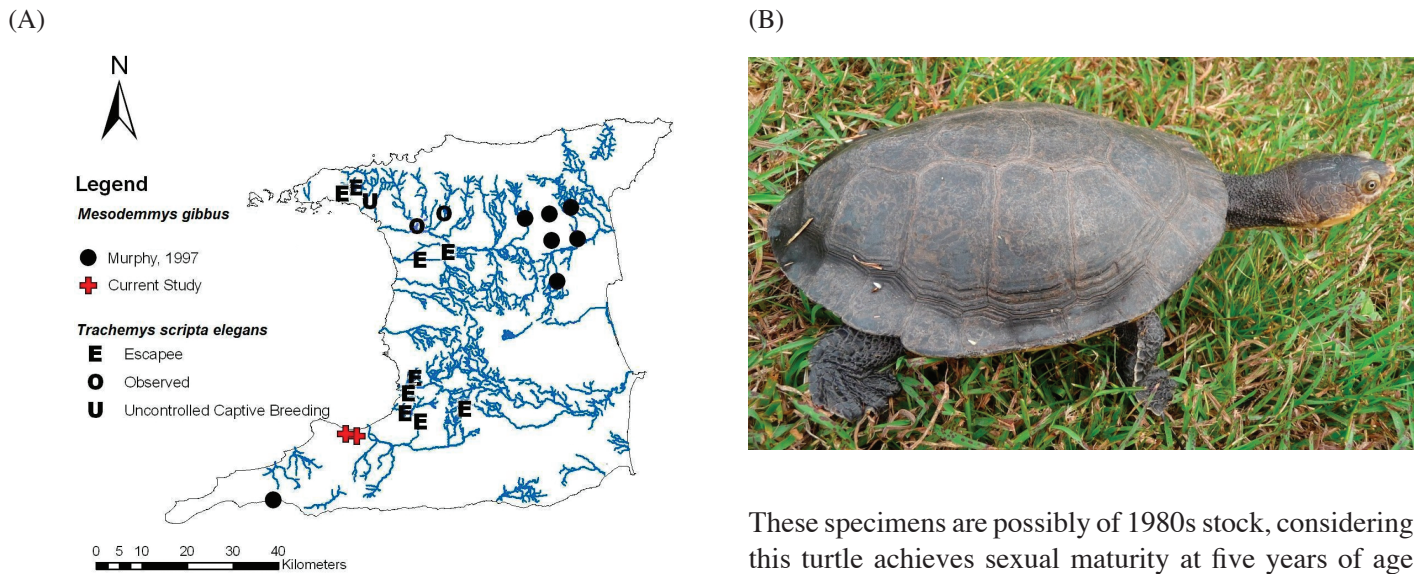 (A)
(B)
N
Legend
Mesodemmys gibbus
Murphy, 1997
Current Study
Trachemys scripta elegans
E Escapee
O Observed
U Uncontrolled Captive Breeding
E
E
U
O
O
E
E
E
E
E
E
E
0 5 10 20 30 40
Kilometers
These specimens are possibly of 1980s stock, considering
this turtle achieves sexual maturity at five years of age